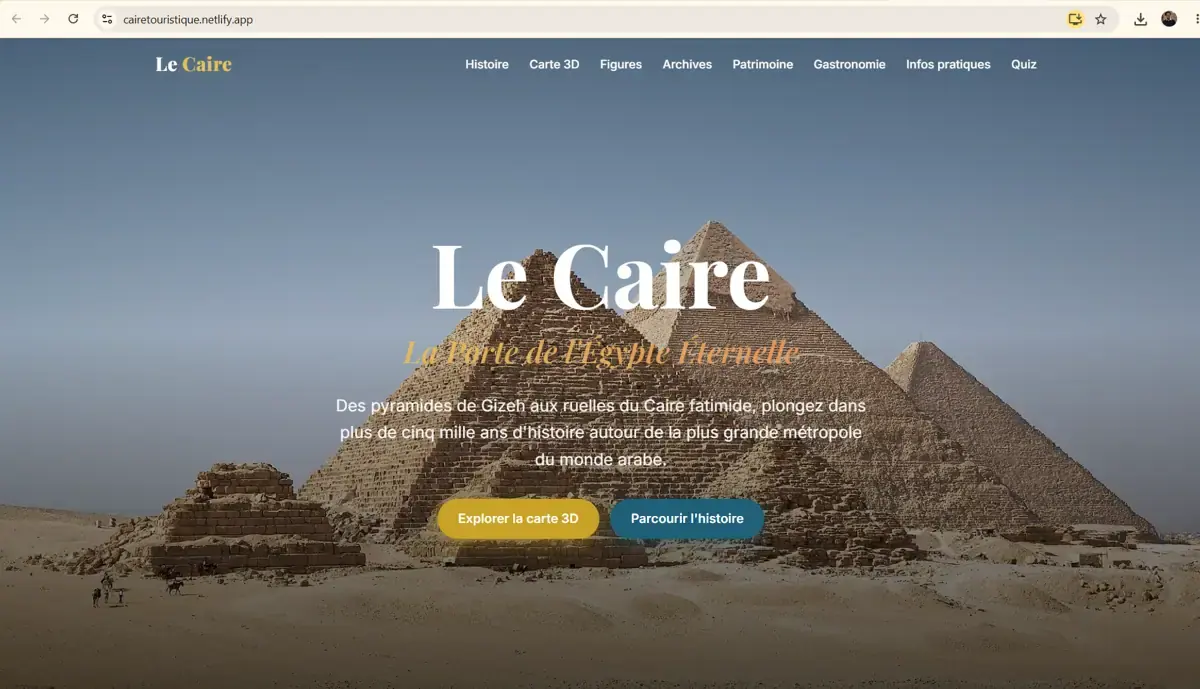 cairetouristique.netlify.app
Le Caire
Histoire Carte 3D Figures Archives Patrimoine Gastronomie Infos pratiques Quiz
Le Caire
La Porte de l'Égypte Éternelle
Des pyramides de Gizeh aux ruelles du Caire fatimide, plongez dans
plus de cinq mille ans d'histoire autour de la plus grande métropole
du monde arabe.
Explorer la carte 3D
Parcourir l'histoire